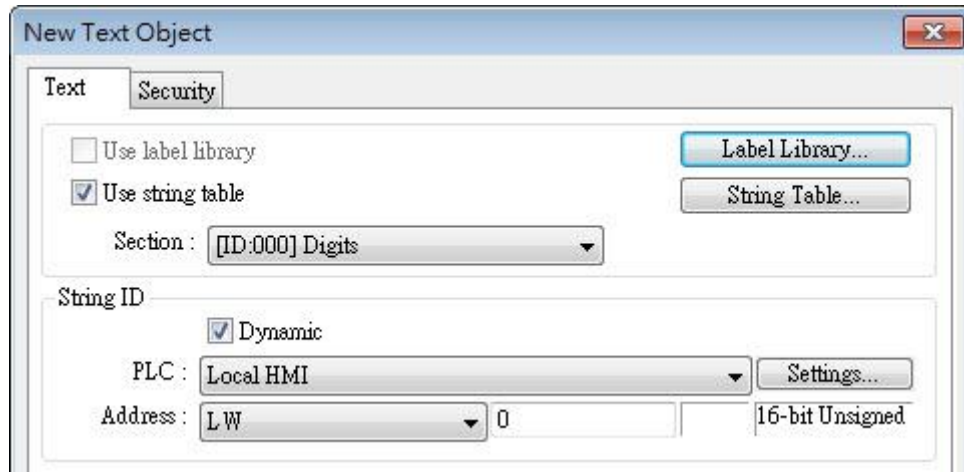 New Text Object
Text Security
Use label library Label Library...
Use string table String Table...
Section : [ID:000] Digits
String ID
Dynamic
PLC : Local HMI Settings...
Address : LW 0 16-bit Unsigned